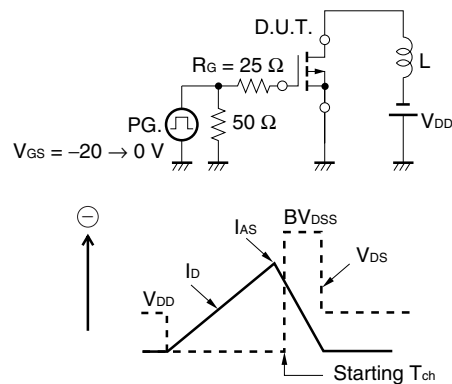 D.U.T.
RG = 25 Ω
L
PG.
50 Ω
VDD
VGS = −20 → 0 V
−
IAS
BVDSS
ID
VDS
VDD
Starting Tch